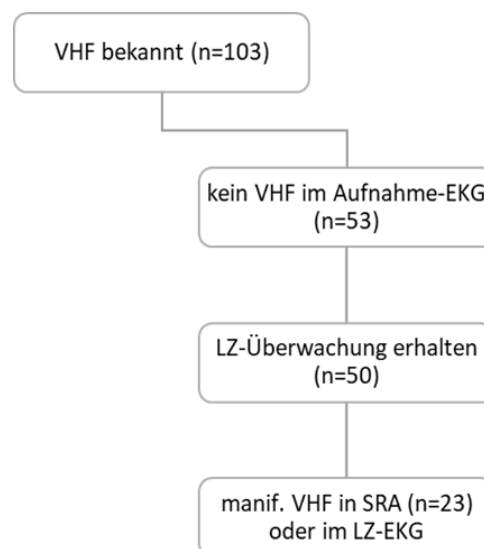 VHF bekannt (n=103)
kein VHF im Aufnahme-EKG
(n=53)
LZ-Überwachung erhalten
(n=50)
manif. VHF in SRA (n=23)
oder im LZ-EKG